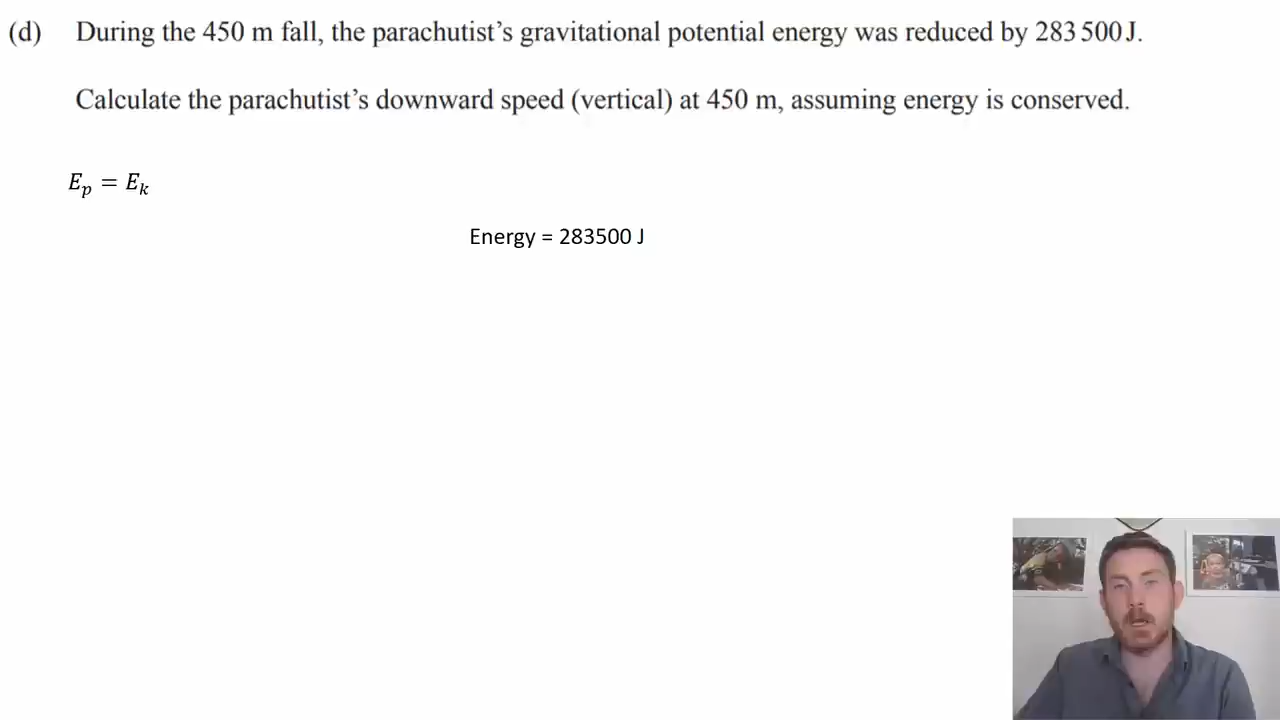 (d) During the 450 m fall, the parachutist’s gravitational potential energy was reduced by 283 500 J.
Calculate the parachutist’s downward speed (vertical) at 450 m, assuming energy is conserved.
Eₚ = Eₖ
Energy = 283500 J